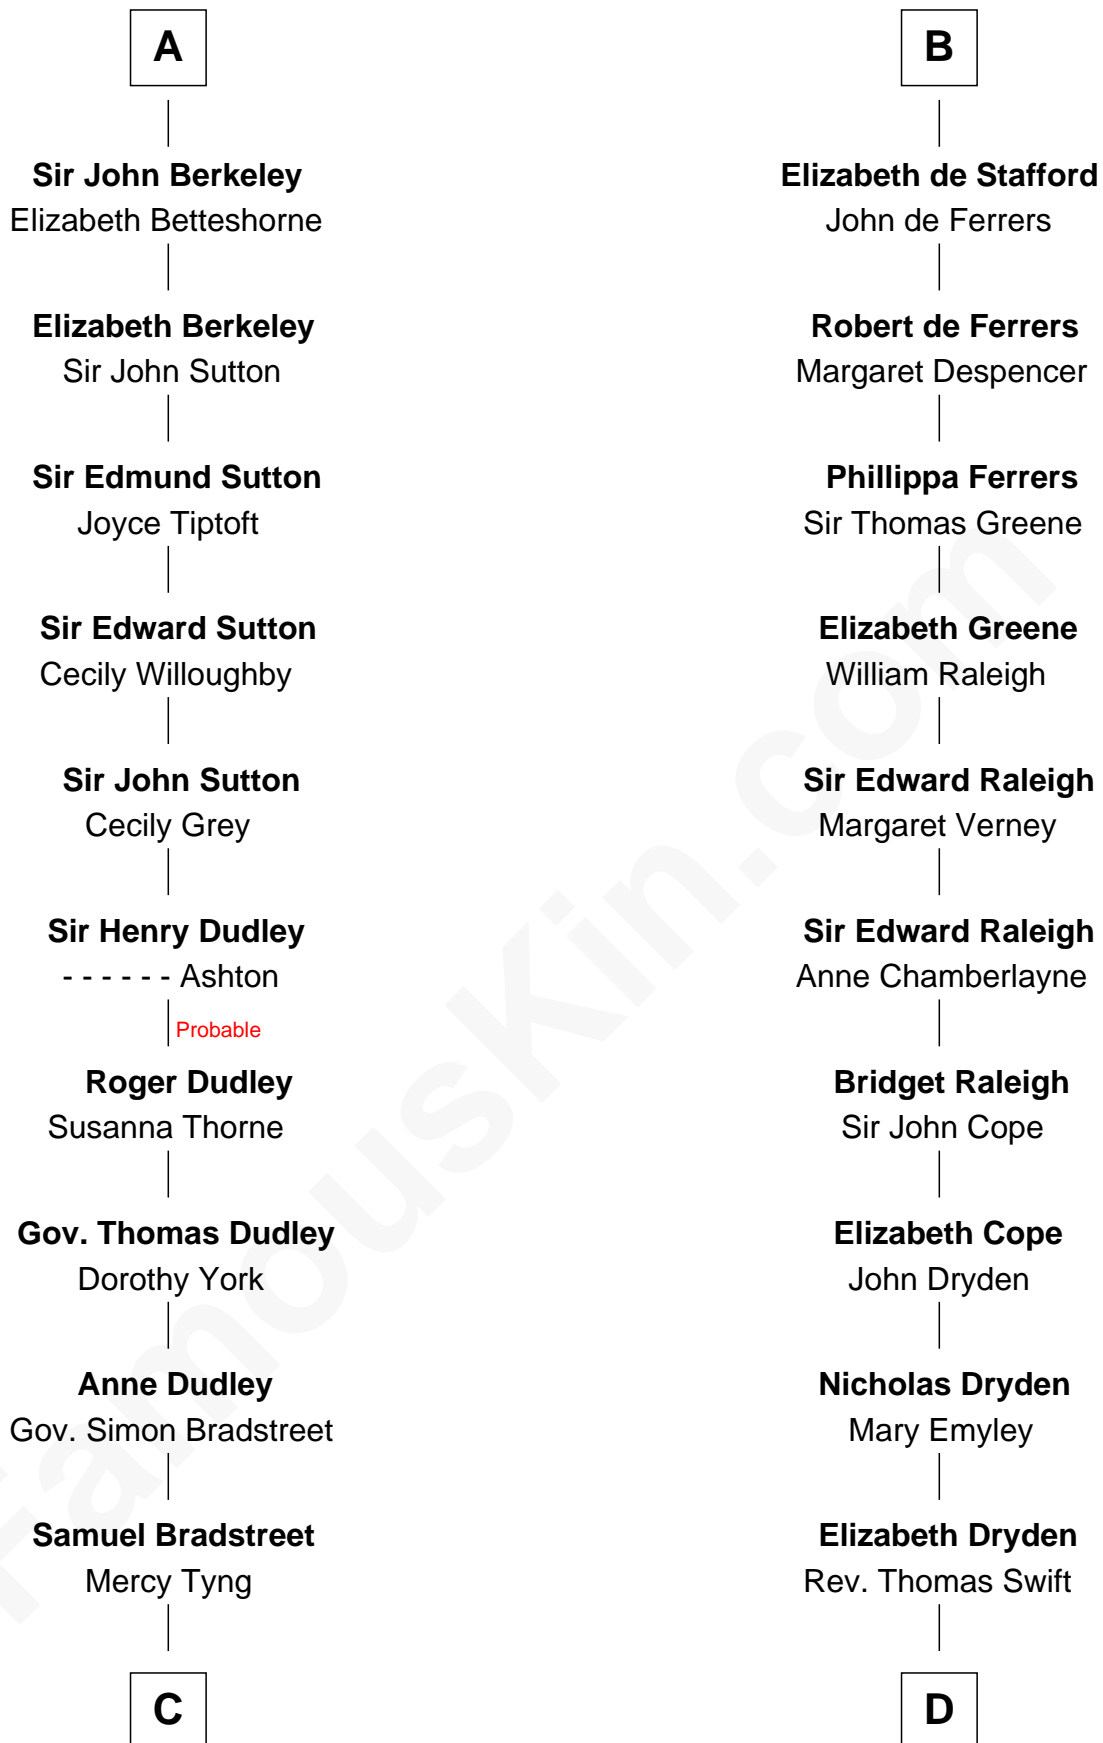 A
Sir John Berkeley
Elizabeth Betteshorne
Elizabeth Berkeley
Sir John Sutton
Sir Edmund Sutton
Joyce Tiptoft
Sir Edward Sutton
Cecily Willoughby
Sir John Sutton
Cecily Grey
Sir Henry Dudley
- - - - - - Ashton
Probable
Roger Dudley
Susanna Thorne
Gov. Thomas Dudley
Dorothy York
Anne Dudley
Gov. Simon Bradstreet
Samuel Bradstreet
Mercy Tyng
C
B
Elizabeth de Stafford
John de Ferrers
Robert de Ferrers
Margaret Despencer
Phillippa Ferrers
Sir Thomas Greene
Elizabeth Greene
William Raleigh
Sir Edward Raleigh
Margaret Verney
Sir Edward Raleigh
Anne Chamberlayne
Bridget Raleigh
Sir John Cope
Elizabeth Cope
John Dryden
Nicholas Dryden
Mary Emyley
Elizabeth Dryden
Rev. Thomas Swift
D
FamousKin.com